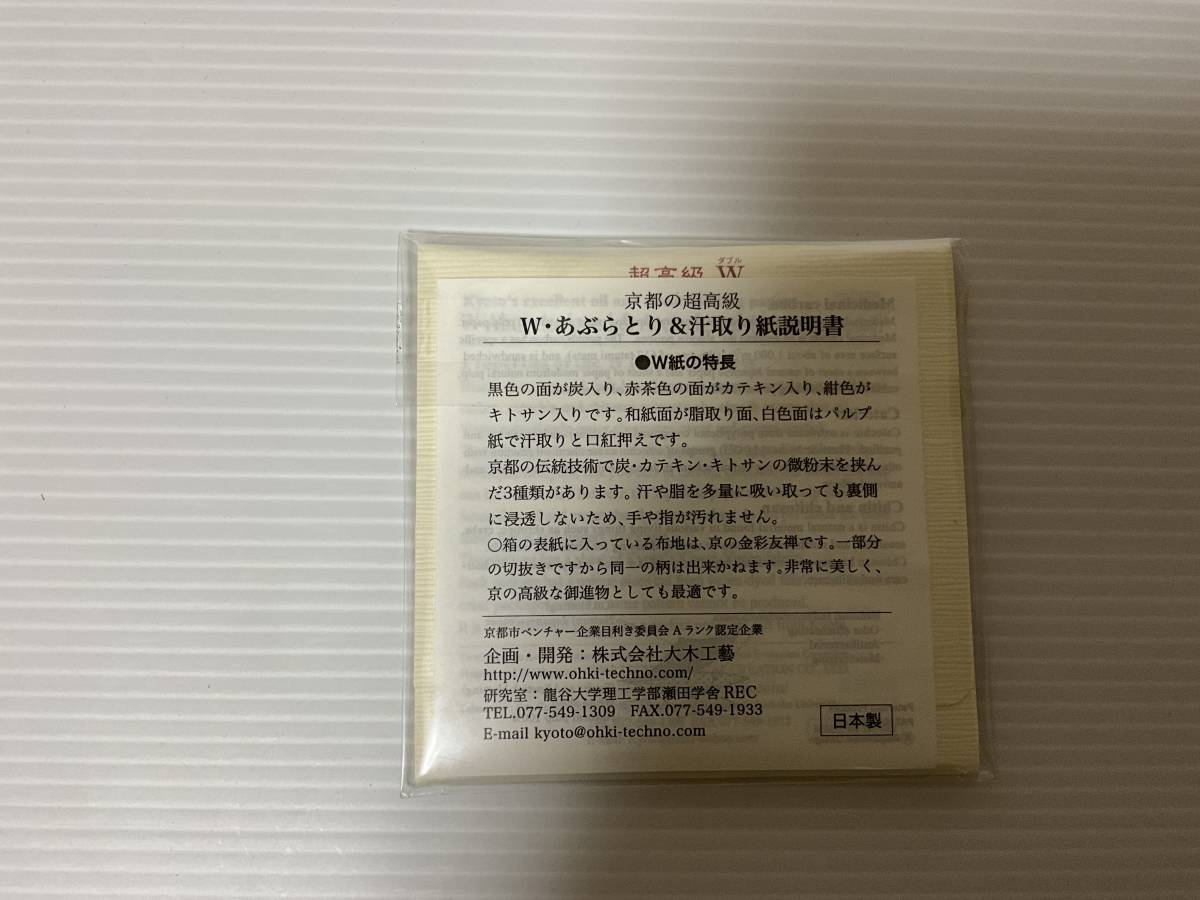 ダブル
超高級 W
京都の超高級
W・あぶらとり＆汗取り紙説明書
●W紙の特長
黒色の面が炭入り、赤茶色の面がカテキン入り、紺色が
キトサン入りです。和紙面が脂取り面、白色面はパルプ
紙で汗取りと口紅押えです。
京都の伝統技術で炭・カテキン・キトサンの微粉末を挟ん
だ3種類があります。汗や脂を多量に吸い取っても裏側
に浸透しないため、手や指が汚れません。
○箱の表紙に入っている布地は、京の金彩友禅です。一部分
の切抜きですから同一の柄は出来かねます。非常に美しく、
京の高級な御進物としても最適です。
京都市ベンチャー企業目利き委員会 A ランク認定企業
企画・開発：株式会社大木工藝
http://www.ohki-techno.com/
研究室：龍谷大学理工学部瀬田学舎 REC
TEL.077-549-1309 FAX.077-549-1933
E-mail kyoto@ohki-techno.com
日本製